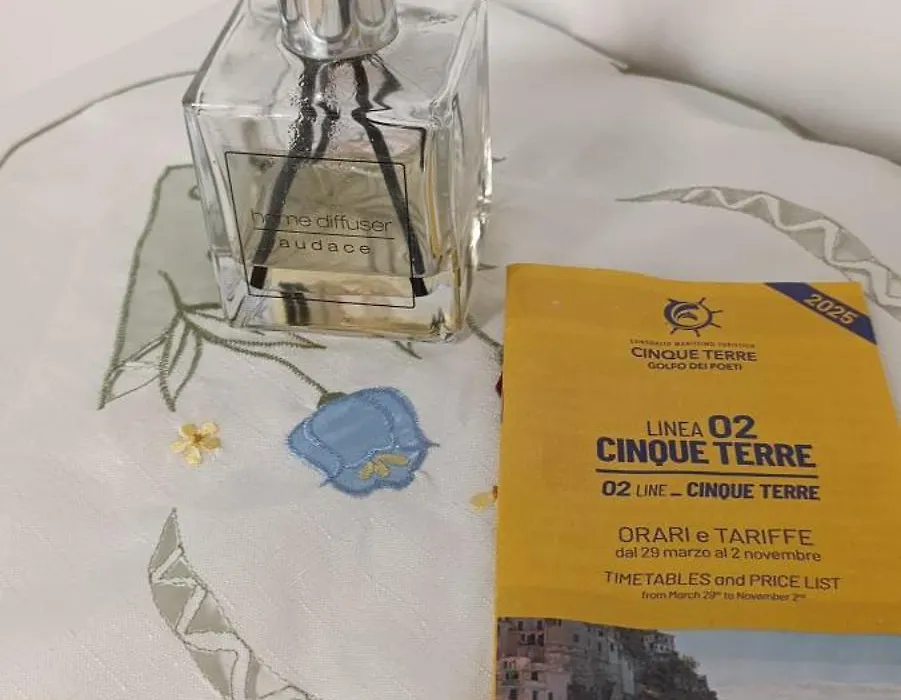 home diffuser
audace
2025
CONSORZIO MARITTIMO TURISTICO
CINQUE TERRE
GOLFO DEI POETI
LINEA 02
CINQUE TERRE
02 LINE _ CINQUE TERRE
ORARI e TARIFFE
dal 29 marzo al 2 novembre
TIMETABLES and PRICE LIST
from March 29th to November 2nd